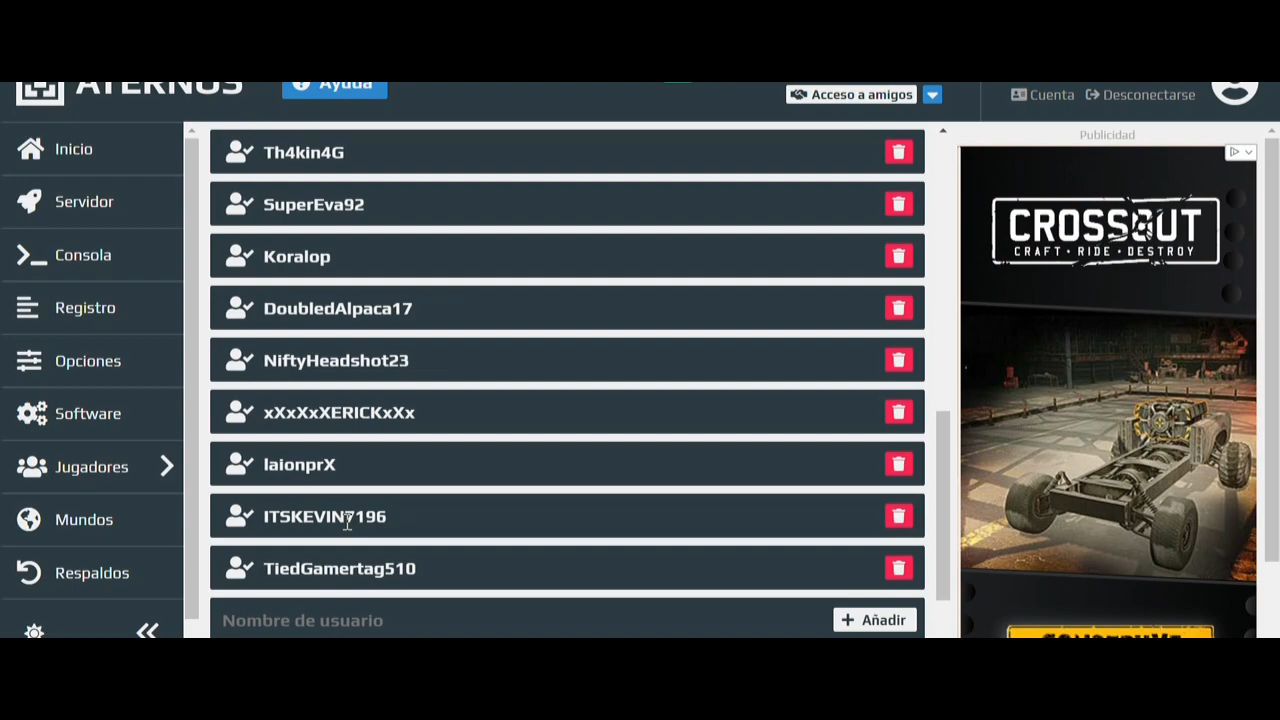 ATERNOS
Ayuda
Acceso a amigos
Cuenta
Desconectarse
Inicio
Servidor
Consola
Registro
Opciones
Software
Jugadores
Mundos
Respaldos
Th4kin4G
SuperEva92
Koralop
DoubledAlpaca17
NiftyHeadshot23
xXxXxXERICKxXx
laionprX
ITSKEVIN7196
TiedGamertag510
Nombre de usuario
Añadir
Publicidad
CROSSOUT
CRAFT • RIDE • DESTROY